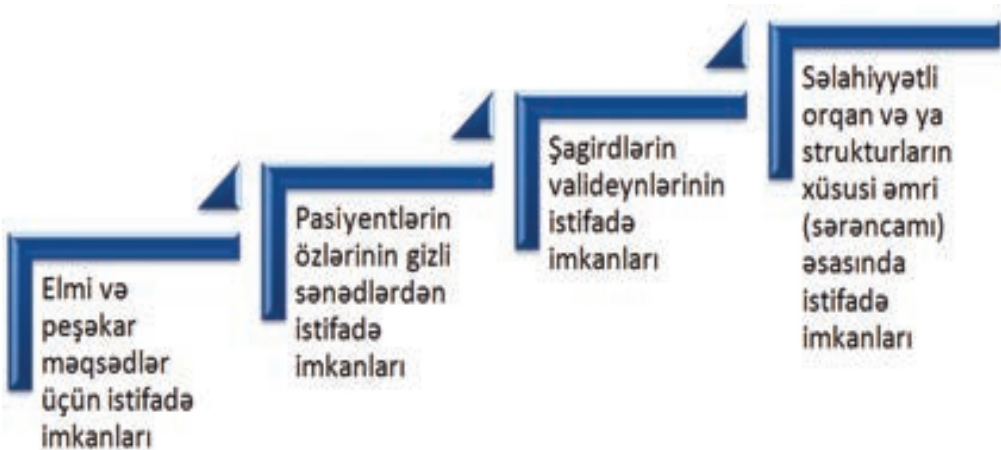 Elmi və
peşəkar
məqsədlər
üçün istifadə
imkanları
Pasiyentlərin
özlərinin gizli
sənədlərdən
istifadə
imkanları
Şagirdlərin
valideynlərinin
istifadə
imkanları
Səlahiyyətli
orqan və ya
strukturların
xüsusi əmri
(sərəncamı)
əsasında
istifadə
imkanları